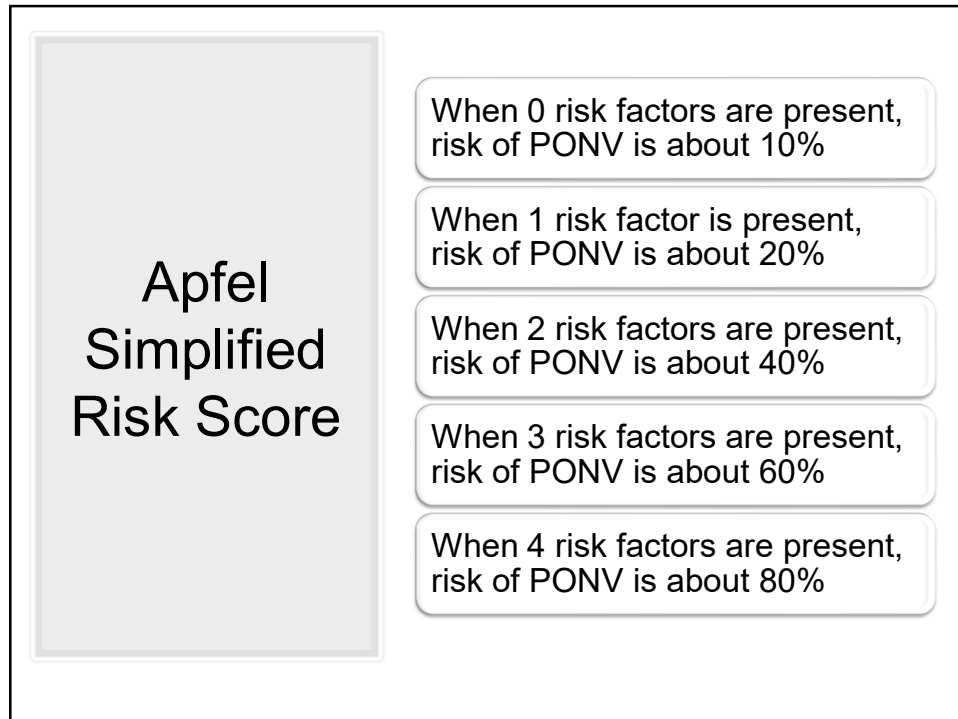 Apfel
Simplified
Risk Score
When 0 risk factors are present,
risk of PONV is about 10%
When 1 risk factor is present,
risk of PONV is about 20%
When 2 risk factors are present,
risk of PONV is about 40%
When 3 risk factors are present,
risk of PONV is about 60%
When 4 risk factors are present,
risk of PONV is about 80%